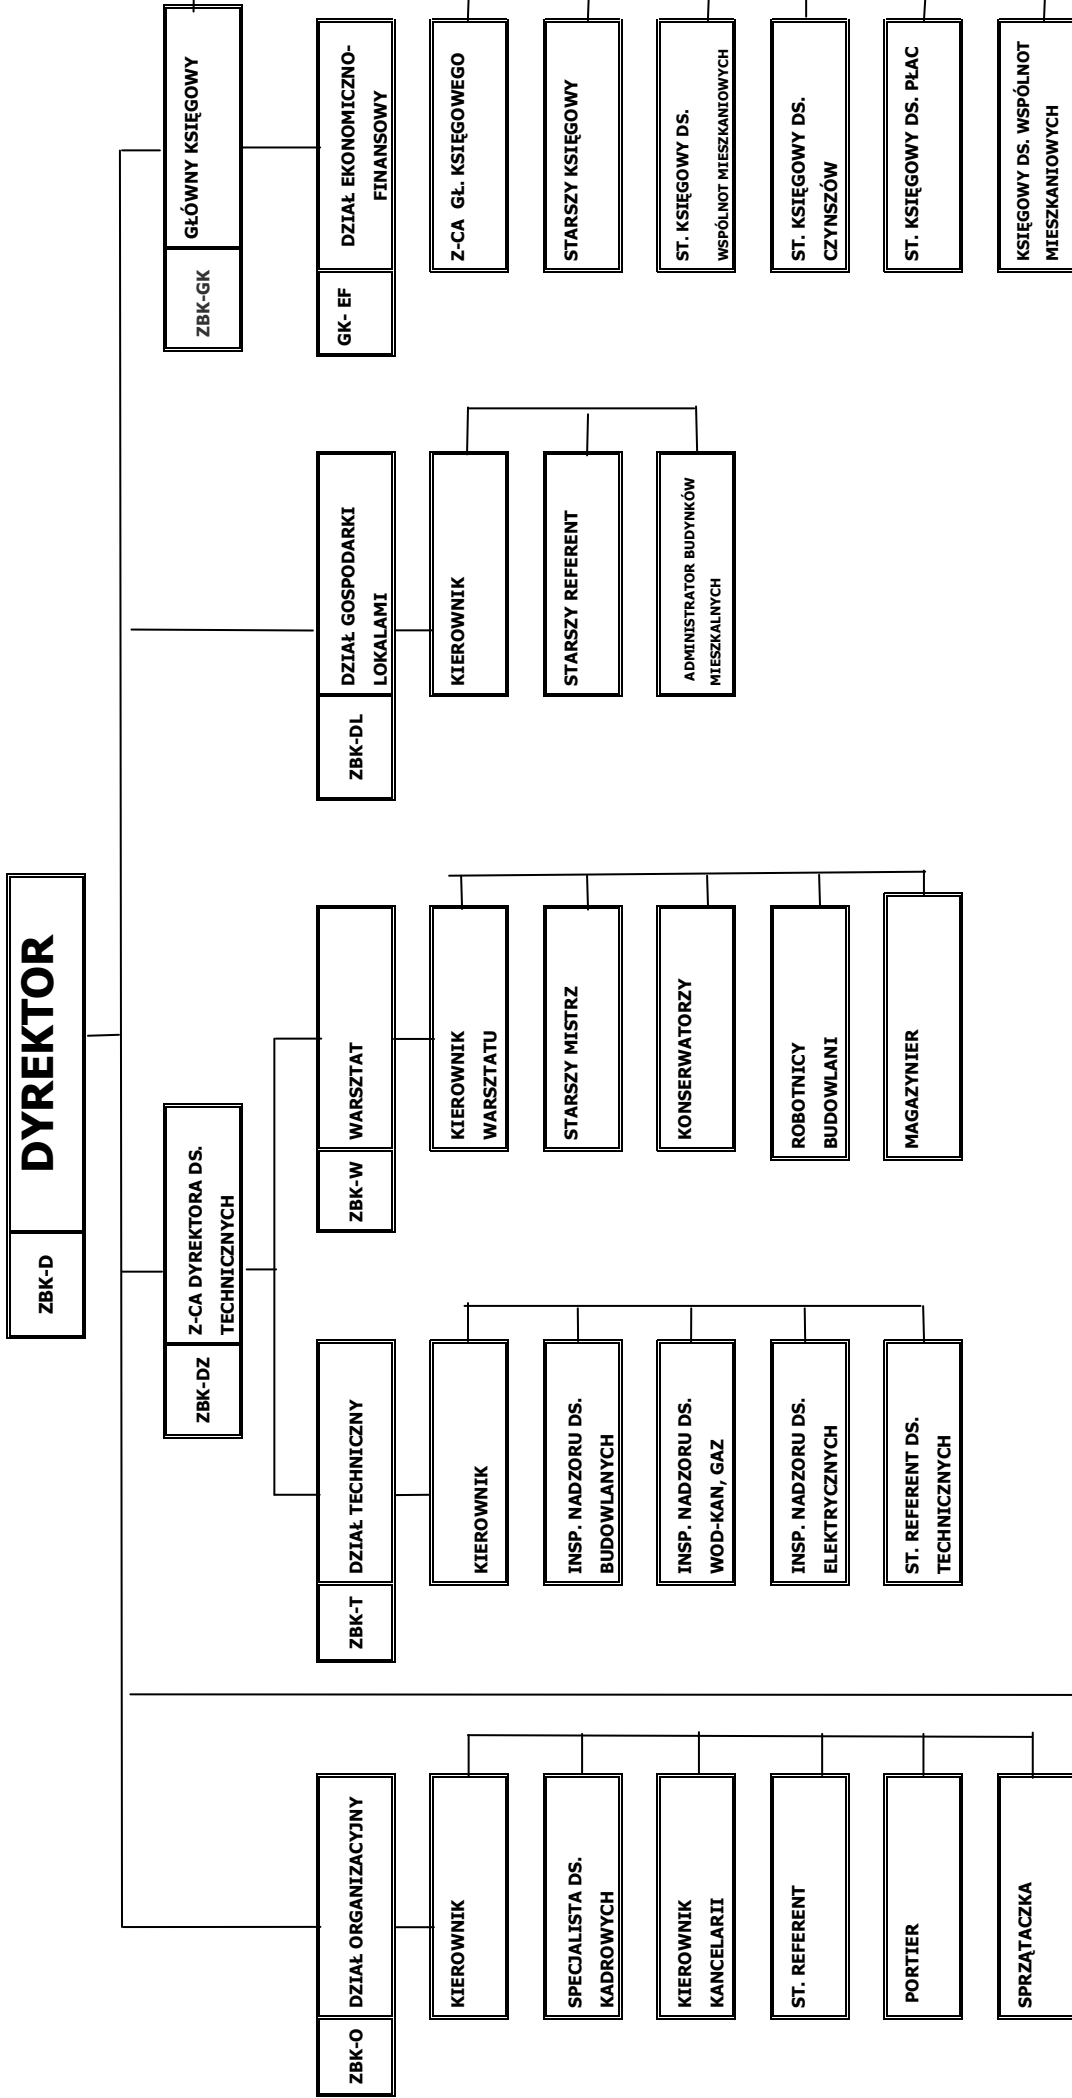 ZBK-D
DYREKTOR
ZBK-DZ
Z-CA DYREKTORA DS.
TECHNICZNYCH
ZBK-GK
GŁÓWNY KSIĘGOWY
ZBK-O
DZIAŁ ORGANIZACYJNY
KIEROWNIK
SPECJALISTA DS.
KADROWYCH
KIEROWNIK
KANCELARII
ST. REFERENT
PORTIER
SPRZĄTACZKA
ZBK-T
DZIAŁ TECHNICZNY
KIEROWNIK
INSP. NADZORU DS.
BUDOWLANYCH
INSP. NADZORU DS.
WOD-KAN, GAZ
INSP. NADZORU DS.
ELEKTRYCZNYCH
ST. REFERENT DS.
TECHNICZNYCH
ZBK-W
WARSZTAT
KIEROWNIK
WARSZTATU
STARSZY MISTRZ
KONSERWATORZY
ROBOTNICY
BUDOWLANI
MAGAZYNIER
ZBK-DL
DZIAŁ GOSPODARKI
LOKALAMI
KIEROWNIK
STARSZY REFERENT
ADMINISTRATOR BUDYNKÓW
MIESZKALNYCH
GK- EF
DZIAŁ EKONOMICZNO-
FINANSOWY
Z-CA GŁ. KSIĘGOWEGO
STARSZY KSIĘGOWY
ST. KSIĘGOWY DS.
WSPÓLNOT MIESZKANIOWYCH
ST. KSIĘGOWY DS.
CZYNSZÓW
ST. KSIĘGOWY DS. PŁAC
KSIĘGOWY DS. WSPÓLNOT
MIESZKANIOWYCH